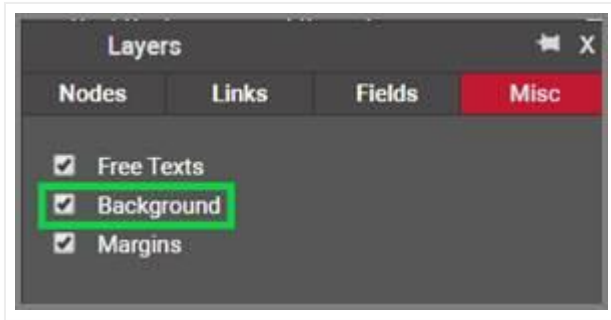 Layers X
Nodes Links Fields Misc
Free Texts
Background
Margins